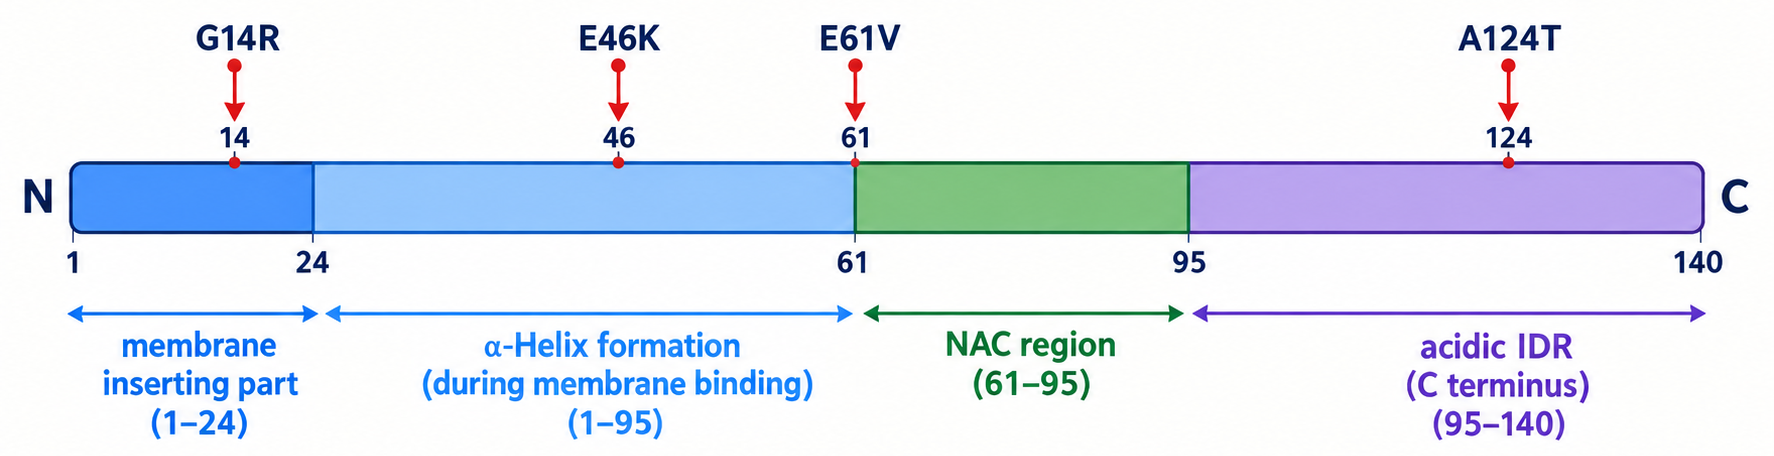 G14R E46K E61V A124T
14 46 61 124
N C
1 24 61 95 140
membrane
inserting part
(1–24)
α-Helix formation
(during membrane binding)
(1–95)
NAC region
(61–95)
acidic IDR
(C terminus)
(95–140)